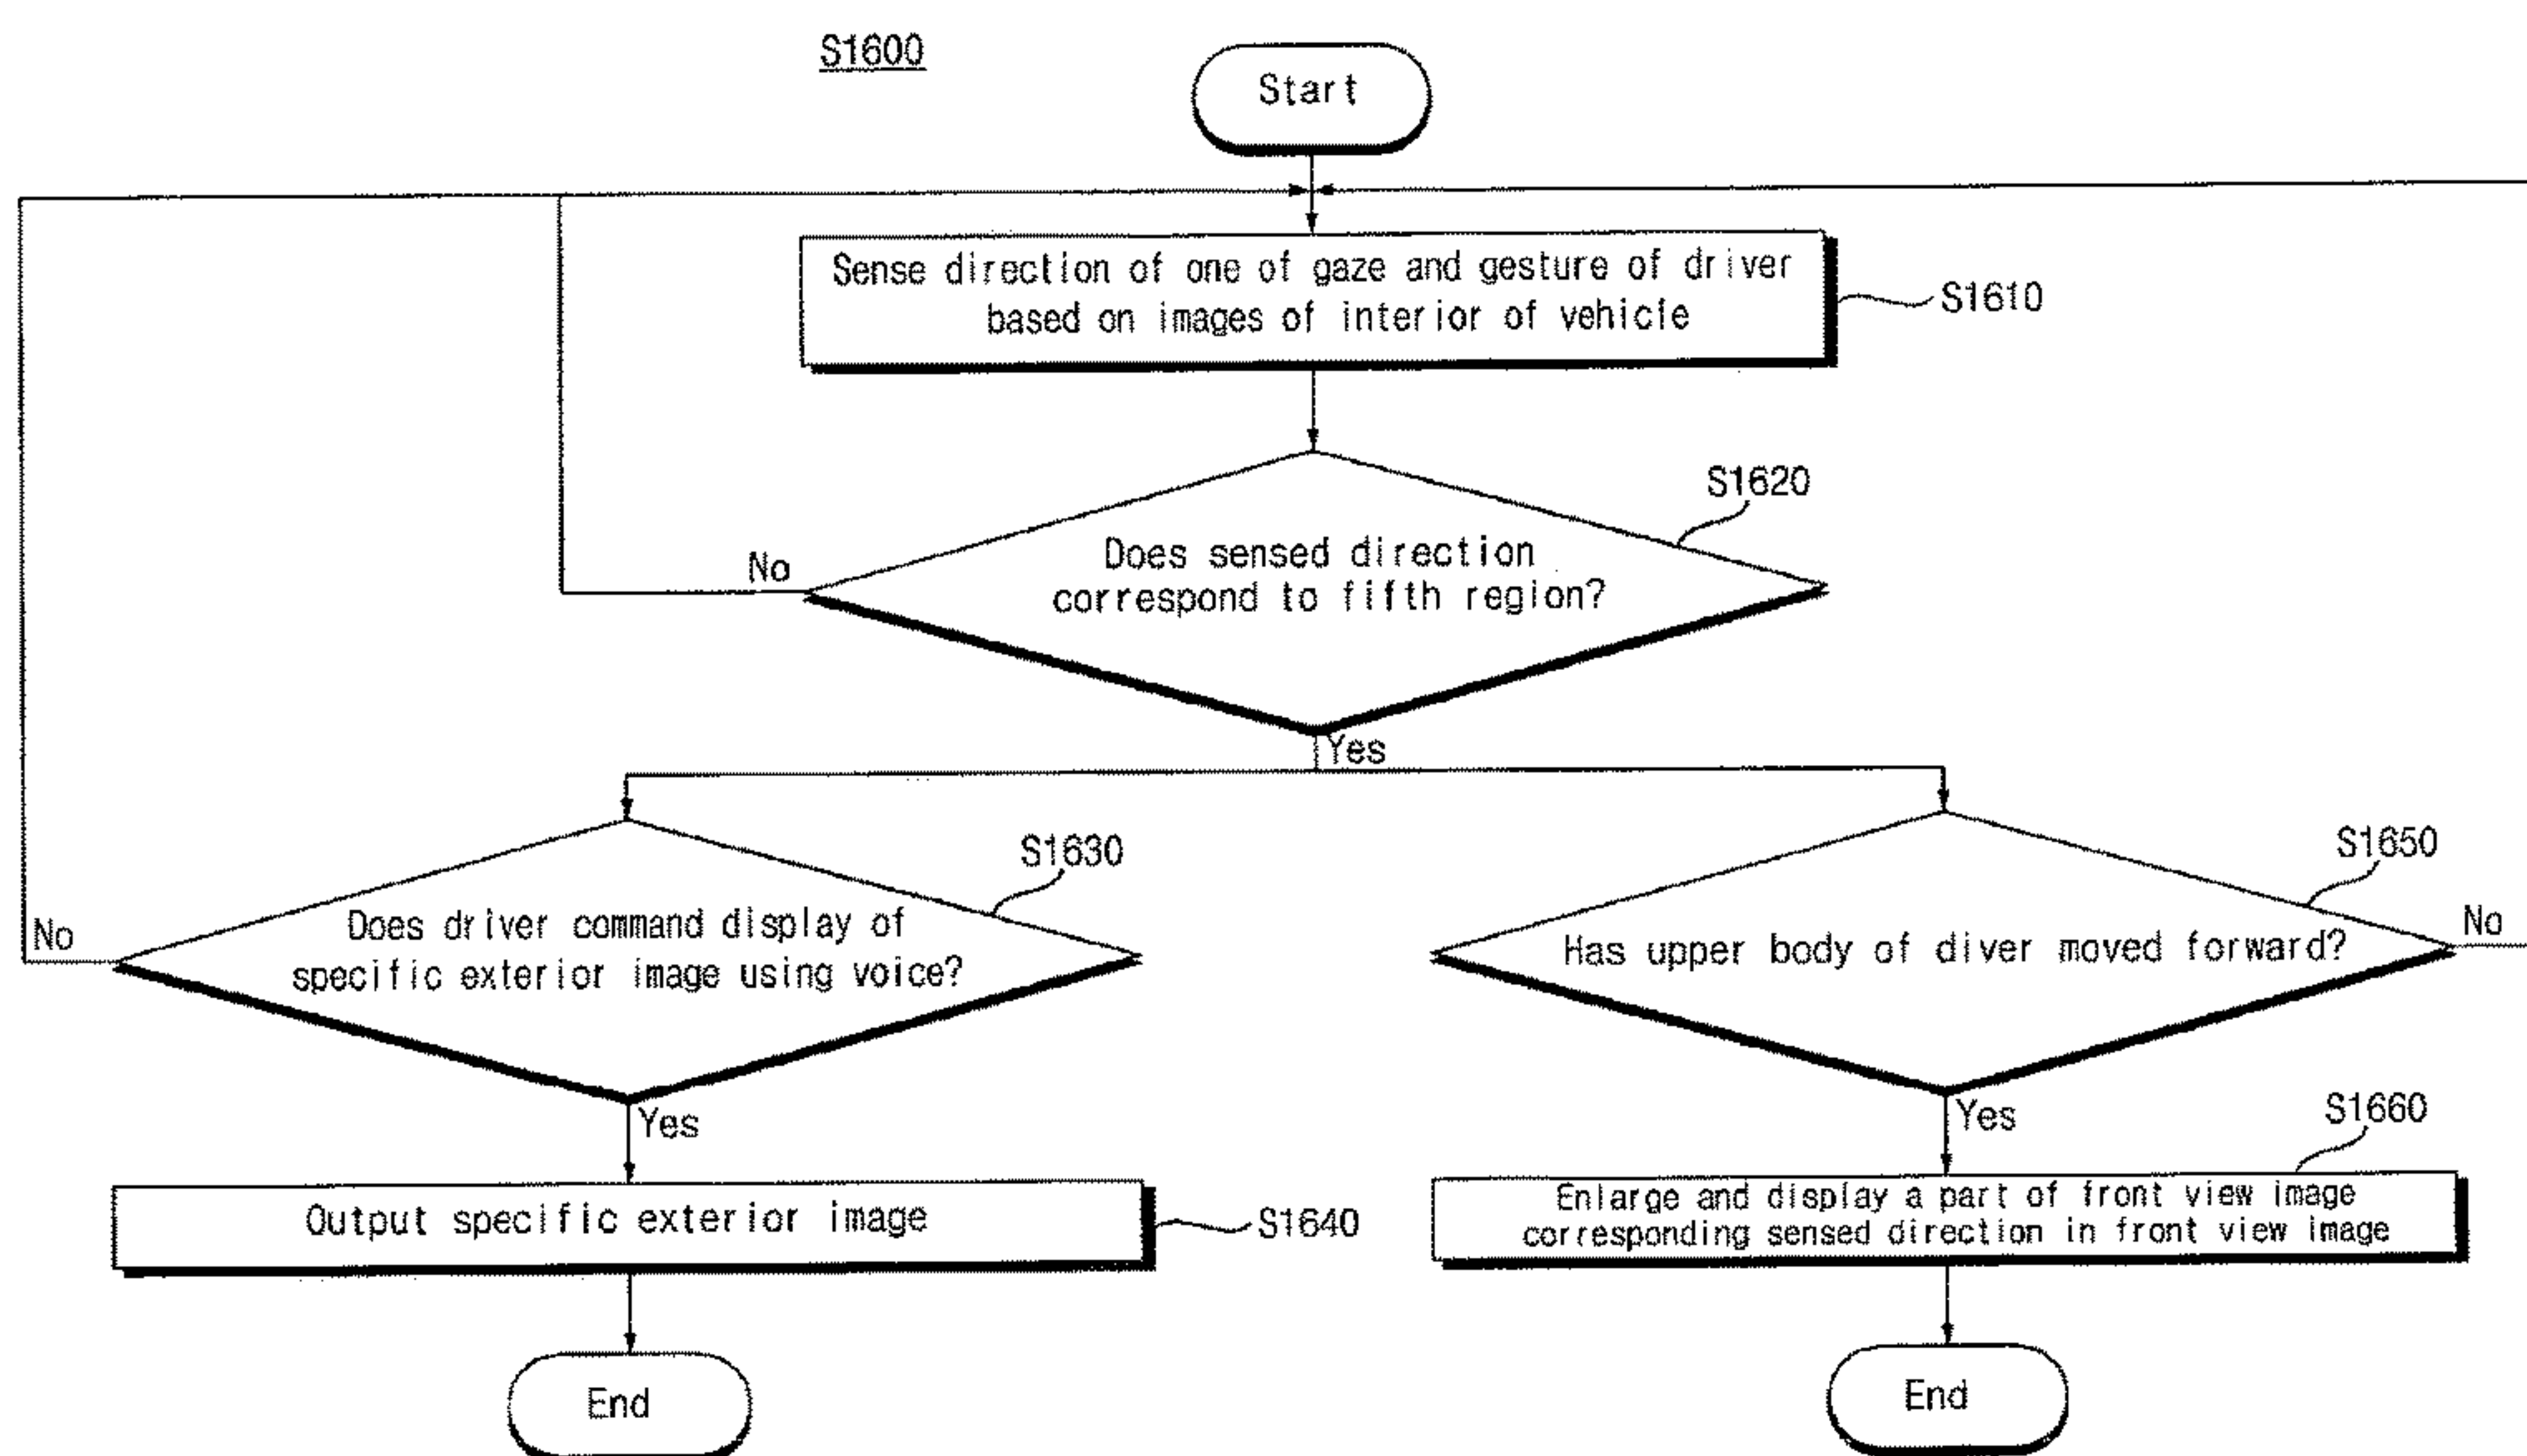 S1600
Start
Sense direction of one of gaze and gesture of driver
based on images of interior of vehicle
S1610
S1620
Does sensed direction
correspond to fifth region?
No
Yes
S1630
Does driver command display of
specific exterior image using voice?
No
Yes
S1650
Has upper body of diver moved forward?
No
Yes
Output specific exterior image
S1640
S1660
Enlarge and display a part of front view image
corresponding sensed direction in front view image
End
End